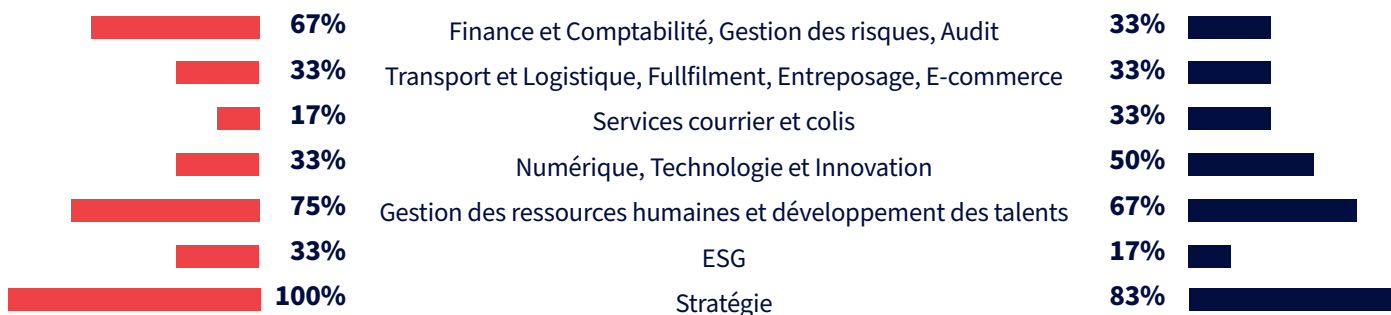 67% Finance et Comptabilité, Gestion des risques, Audit 33%
33% Transport et Logistique, Fullfilment, Entreposage, E-commerce 33%
17% Services courrier et colis 33%
33% Numérique, Technologie et Innovation 50%
75% Gestion des ressources humaines et développement des talents 67%
33% ESG 17%
100% Stratégie 83%